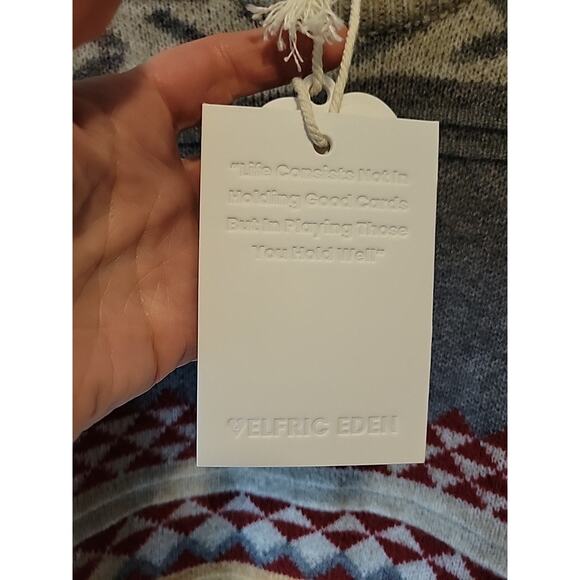 "Life Consists Not In
Holding Good Cards
But In Playing Those
You Hold Well"
ELFRIC EDEN